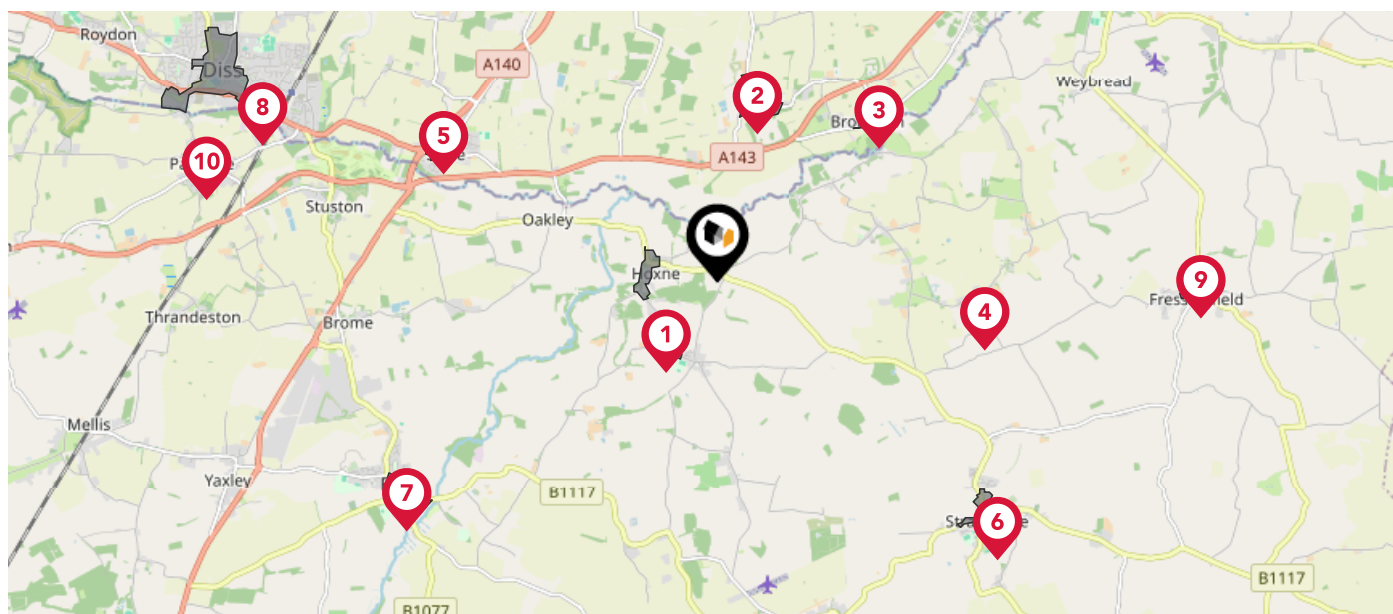 Roydon
A140
Diss
Weybread
2
8
3
5
A143
10
Stuston
Oakley
Hoxne
9
4
Thrandeston
Brome
1
Mellis
Yaxley
7
B1117
6
B1117
B1077